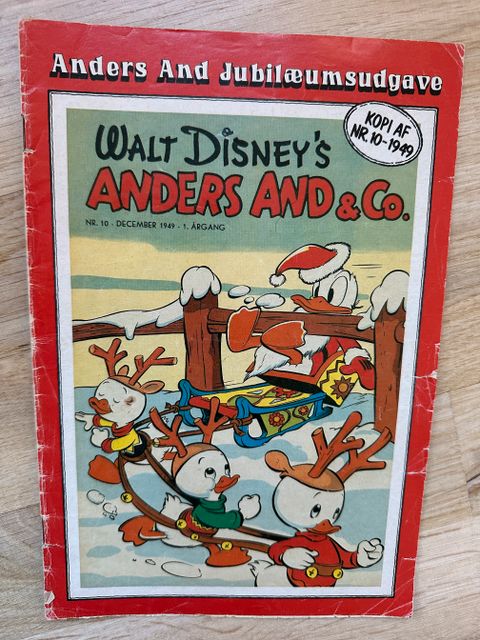 Anders And Jubilæumsudgave
KOPI AF
NR. 10-1949
WALT DISNEY'S
ANDERS AND & Co.
NR. 10 - DECEMBER 1949 - 1. ÅRGANG